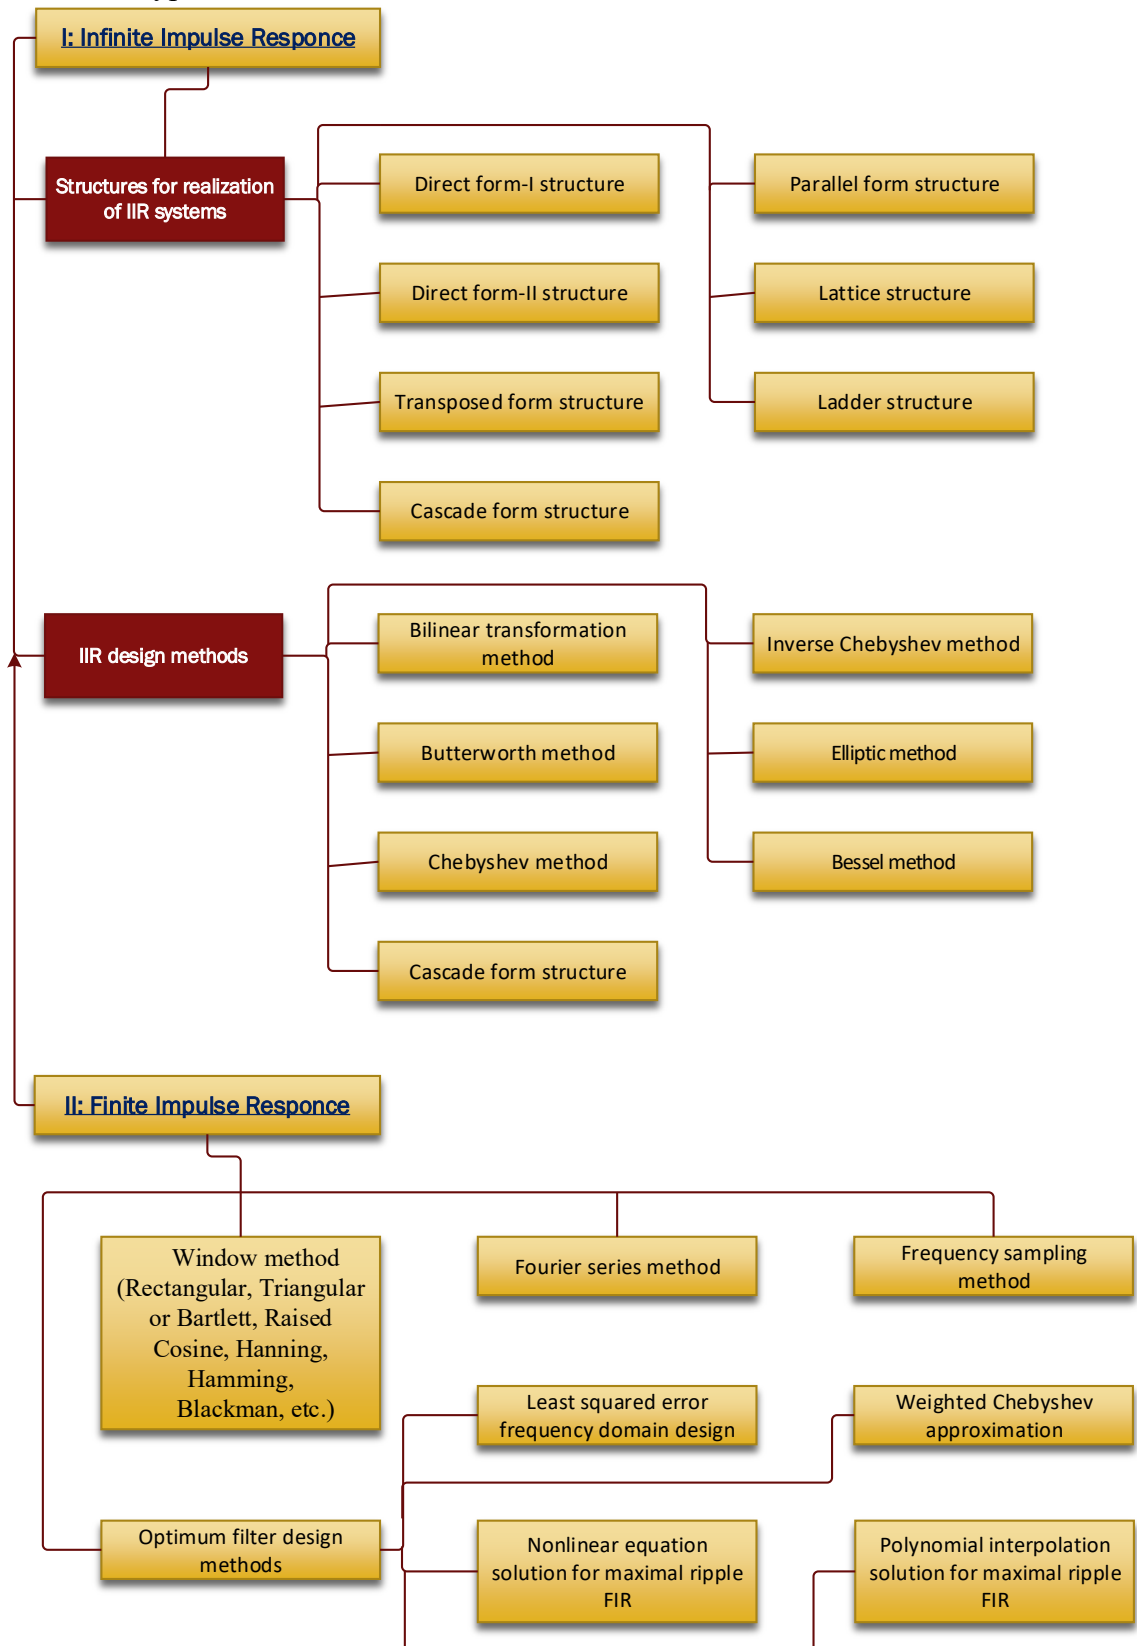 I: Infinite Impulse Responce
Structures for realization
of IIR systems
Direct form-I structure
Parallel form structure
Direct form-II structure
Lattice structure
Transposed form structure
Ladder structure
Cascade form structure
IIR design methods
Bilinear transformation
method
Inverse Chebyshev method
Butterworth method
Elliptic method
Chebyshev method
Bessel method
Cascade form structure
II: Finite Impulse Responce
Window method
(Rectangular, Triangular
or Bartlett, Raised
Cosine, Hanning,
Hamming,
Blackman, etc.)
Fourier series method
Frequency sampling
method
Least squared error
frequency domain design
Weighted Chebyshev
approximation
Optimum filter design
methods
Nonlinear equation
solution for maximal ripple
FIR
Polynomial interpolation
solution for maximal ripple
FIR